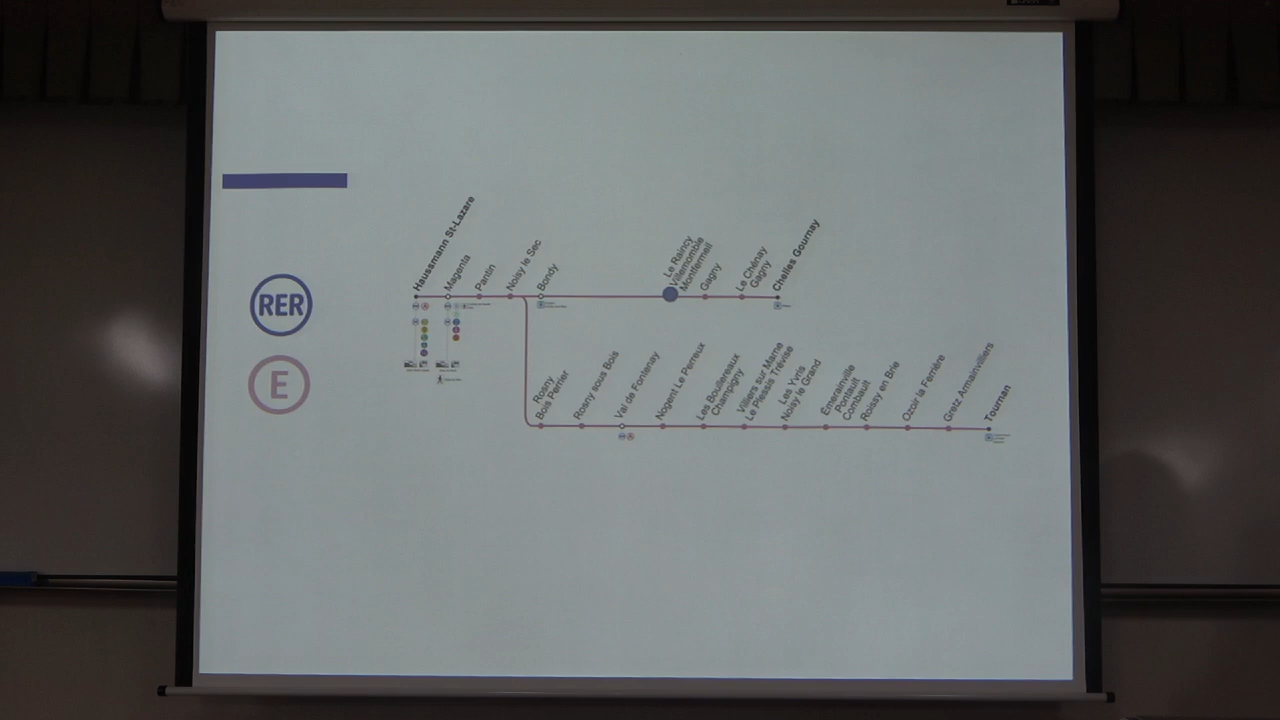 Haussmann St-Lazare
Magenta
Pantin
Noisy le Sec
Bondy
Le Raincy
Villemomble
Montfermeil
Gagny
Le Chénay
Gagny
Chelles Gournay
RER
E
Rosny
Bois Perrier
Rosny sous Bois
Val de Fontenay
Nogent Le Perreux
Les Boullereaux
Champigny
Villiers sur Marne
Le Plessis Trévise
Les Yvris
Noisy le Grand
Émerainville
Pontault
Combault
Roissy en Brie
Ozoir la Ferrière
Gretz Armainvilliers
Tournan